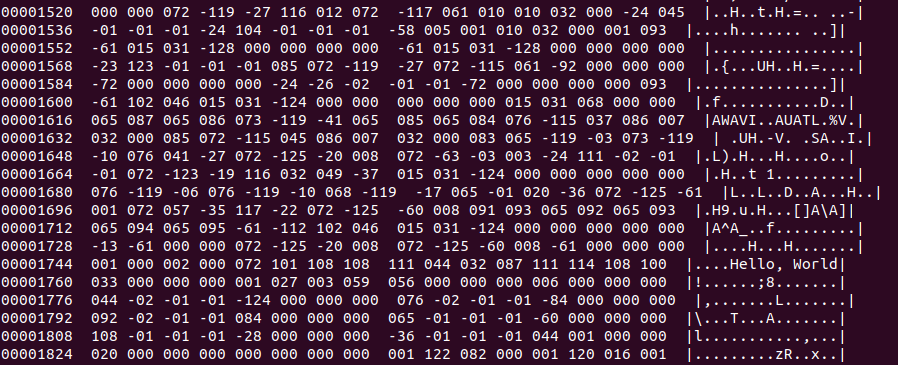 00001520 000 000 072 -119 -27 116 012 072 -117 061 010 010 032 000 -24 045 |..H..t.H.=.. ..-|
00001536 -01 -01 -01 -24 104 -01 -01 -01 -58 005 001 010 032 000 001 093 |....h....... ..]|
00001552 -61 015 031 -128 000 000 000 000 -61 015 031 -128 000 000 000 000 |................|
00001568 -23 123 -01 -01 -01 085 072 -119 -27 072 -115 061 -92 000 000 000 |.{...UH..H.=....|
00001584 -72 000 000 000 000 -24 -26 -02 -01 -01 -72 000 000 000 000 093 |...............]|
00001600 -61 102 046 015 031 -124 000 000 000 000 000 000 015 031 068 000 000 |.f...........D..|
00001616 065 087 065 086 073 -119 -41 065 085 065 084 076 -115 037 086 007 |AWAVI..AUATL.%V.|
00001632 032 000 085 072 -115 045 086 007 032 000 083 065 -119 -03 073 -119 | .UH.-V. .SA..I.|
00001648 -10 076 041 -27 072 -125 -20 008 072 -63 -03 003 -24 111 -02 -01 |.L).H...H....o..|
00001664 -01 072 -123 -19 116 032 049 -37 015 031 -124 000 000 000 000 000 |.H..t 1.........|
00001680 076 -119 -06 076 -119 -10 068 -119 -17 065 -01 020 -36 072 -125 -61 |L..L..D..A...H..|
00001696 001 072 057 -35 117 -22 072 -125 -60 008 091 093 065 092 065 093 |.H9.u.H...[]A\A]|
00001712 065 094 065 095 -61 -112 102 046 015 031 -124 000 000 000 000 000 |A^A_..f.........|
00001728 -13 -61 000 000 072 -125 -20 008 072 -125 -60 008 -61 000 000 000 |....H...H.......|
00001744 001 000 002 000 072 101 108 108 111 044 032 087 111 114 108 100 |....Hello, World|
00001760 033 000 000 000 001 027 003 059 056 000 000 000 006 000 000 000 |!......;8.......|
00001776 044 -02 -01 -01 -124 000 000 000 076 -02 -01 -01 -84 000 000 000 |,.......L.......|
00001792 092 -02 -01 -01 084 000 000 000 065 -01 -01 -01 -60 000 000 000 |\...T...A.......|
00001808 108 -01 -01 -01 -28 000 000 000 -36 -01 -01 -01 044 001 000 000 |l...........,...|
00001824 020 000 000 000 000 000 000 000 001 122 082 000 001 120 016 001 |.........zR..x..|